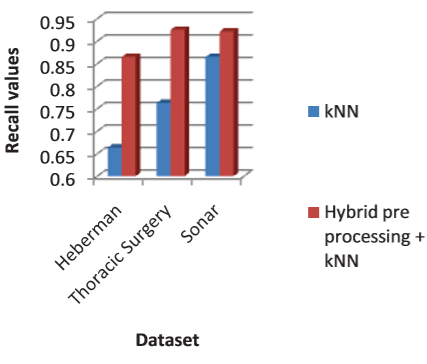 Recall values
0.95
0.9
0.85
0.8
0.75
0.7
0.65
0.6
Heberman
Thoracic Surgery
Sonar
Dataset
kNN
Hybrid pre
processing +
kNN